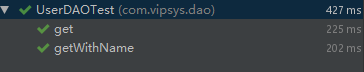 UserDAOTest (com.vipsys.dao) 427 ms
get 225 ms
getWithName 202 ms